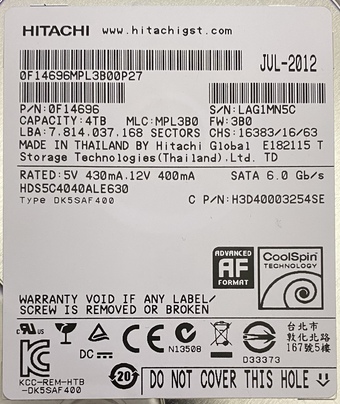 HITACHI www.hitachigst.com
JUL-2012
0F14696MPL3B00P27
P/N:0F14696 S/N:LAG1MN5C
CAPACITY:4TB MLC:MPL3B0 FW:3B0
LBA:7.814.037.168 SECTORS CHS:16383/16/63
MADE IN THAILAND BY Hitachi Global E182115 T
Storage Technologies(Thailand).Ltd. TD
RATED:5V 430mA.12V 400mA SATA 6.0 Gb/s
HDS5C4040ALE630
Type DK5SAF400 C P/N:H3D40003254SE
ADVANCED
AF
FORMAT
CoolSpin
TECHNOLOGY
WARRANTY VOID IF ANY LABEL/
SCREW IS REMOVED OR BROKEN
c RU US
DC
CE
N13508
D33373
台北市
敦化北路
167號5樓
KC
KCC-REM-HTB
-DK5SAF400
20
DO NOT COVER THIS HOLE